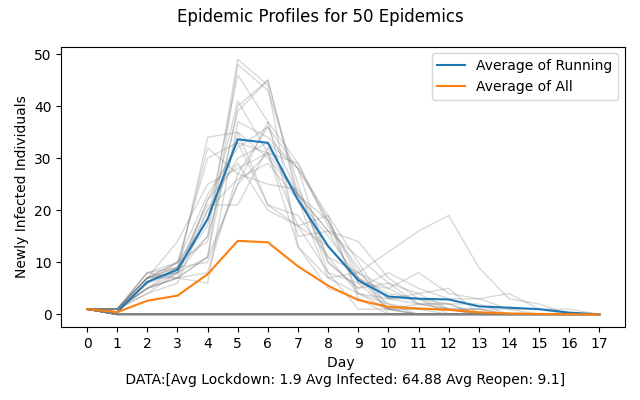 Epidemic Profiles for 50 Epidemics
50
40
30
20
10
0
Newly Infected Individuals
Average of Running
Average of All
0 1 2 3 4 5 6 7 8 9 10 11 12 13 14 15 16 17
Day
DATA:[Avg Lockdown: 1.9 Avg Infected: 64.88 Avg Reopen: 9.1]